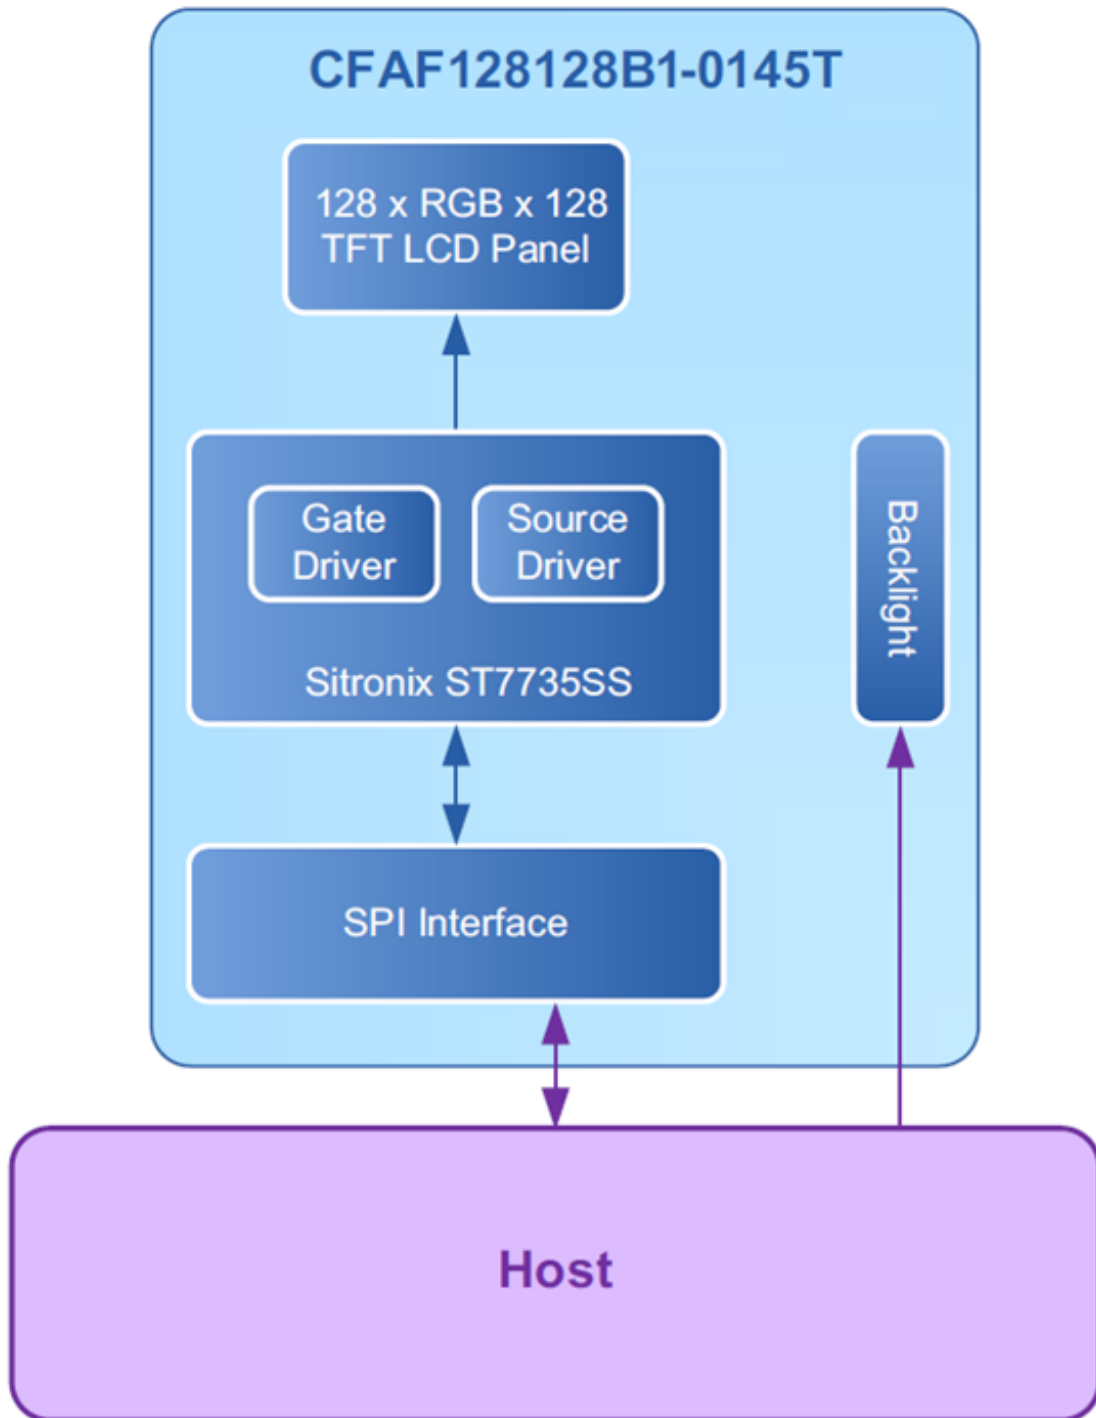 CFAF128128B1-0145T
128 x RGB x 128
TFT LCD Panel
Gate
Driver
Source
Driver
Sitronix ST7735SS
Backlight
SPI Interface
Host